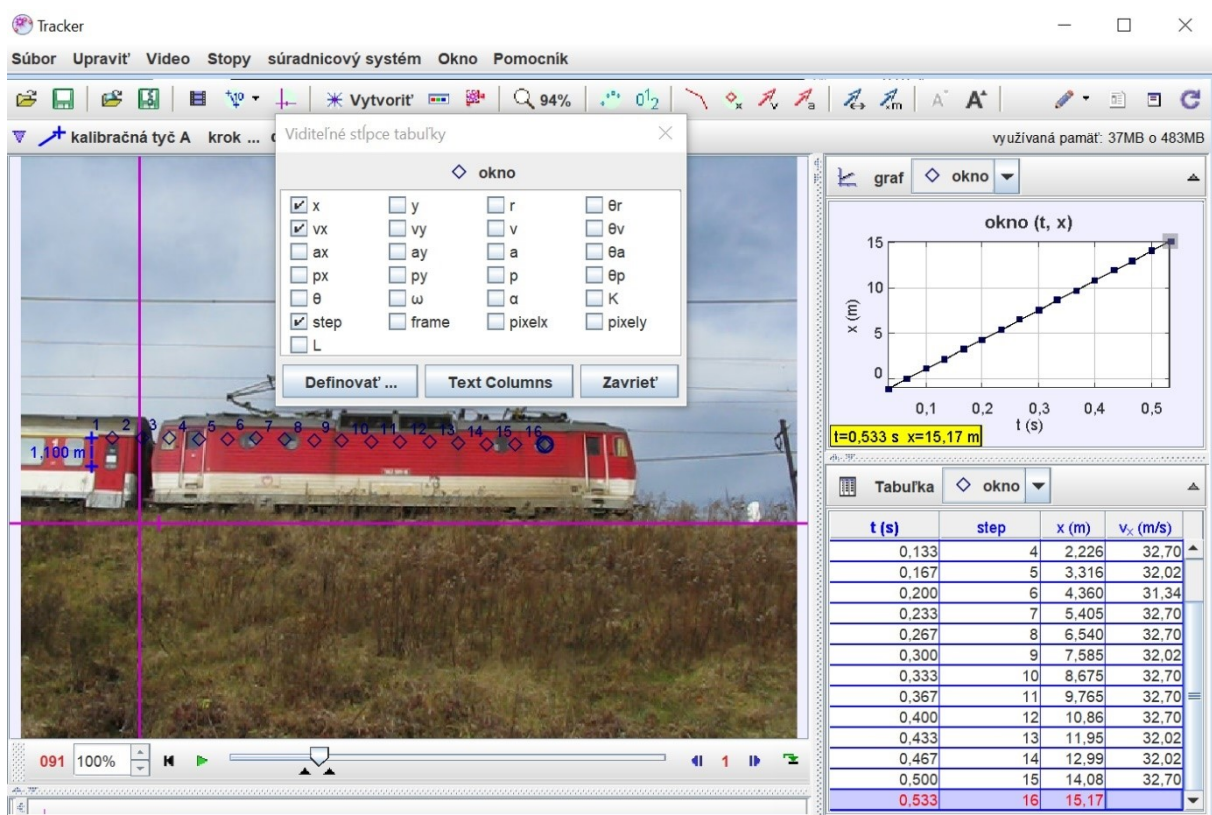 Tracker
Súbor Upraviť Video Stopy súradnicový systém Okno Pomocník
Vytvoriť 94%
kalibračná tyč A krok ...
využívaná pamäť: 37MB o 483MB
Viditeľné stĺpce tabuľky
okno
x y r θr
vx vy v θv
ax ay a θa
px py p θp
θ ω α K
step frame pixelx pixely
L
Definovať ... Text Columns Zavrieť
1 2 3 4 5 6 7 8 9 10 11 12 13 14 15 16
1,100 m
091 100% 1
graf okno
okno (t, x)
15
10
5
0
x (m)
0,1 0,2 0,3 0,4 0,5
t (s)
t=0,533 s x=15,17 m
Tabuľka okno
t (s) step x (m) vx (m/s)
0,133 4 2,226 32,70
0,167 5 3,316 32,02
0,200 6 4,360 31,34
0,233 7 5,405 32,70
0,267 8 6,540 32,70
0,300 9 7,585 32,02
0,333 10 8,675 32,70
0,367 11 9,765 32,70
0,400 12 10,86 32,70
0,433 13 11,95 32,02
0,467 14 12,99 32,02
0,500 15 14,08 32,70
0,533 16 15,17